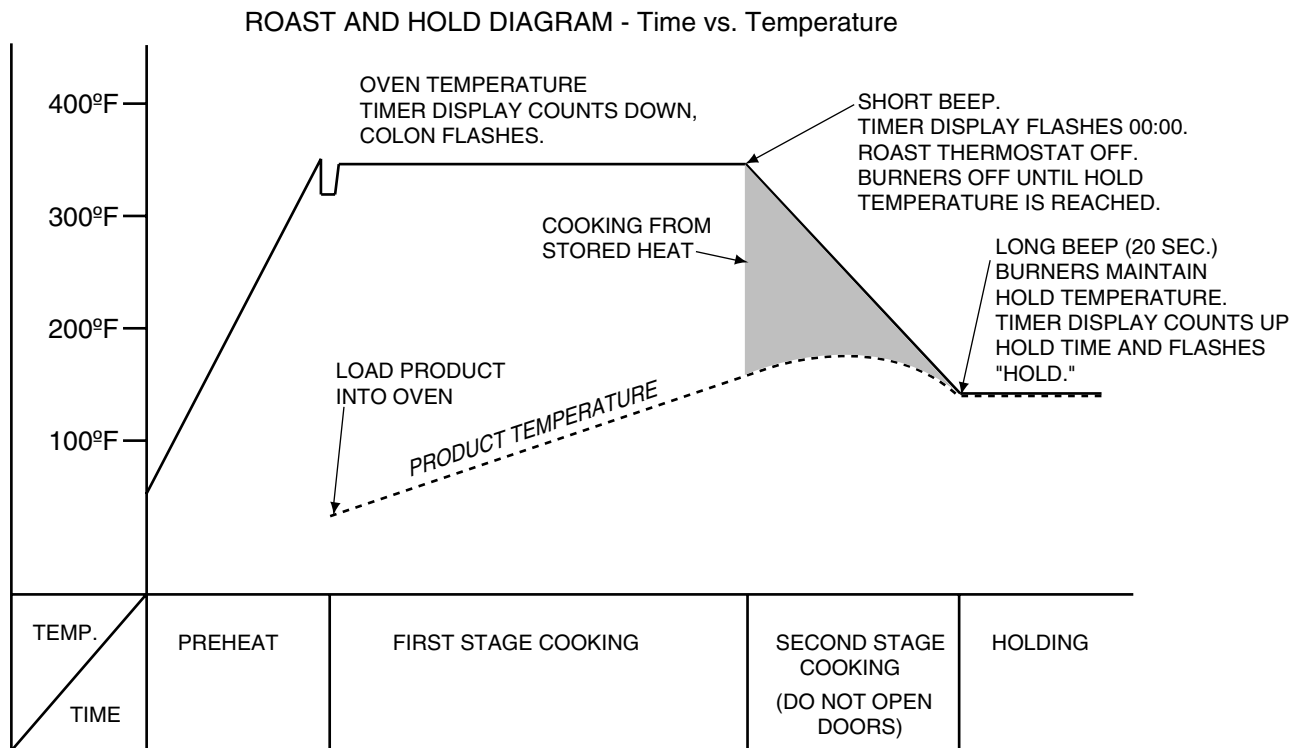 ROAST AND HOLD DIAGRAM - Time vs. Temperature
400ºF
300ºF
200ºF
100ºF
OVEN TEMPERATURE
TIMER DISPLAY COUNTS DOWN,
COLON FLASHES.
SHORT BEEP.
TIMER DISPLAY FLASHES 00:00.
ROAST THERMOSTAT OFF.
BURNERS OFF UNTIL HOLD
TEMPERATURE IS REACHED.
COOKING FROM
STORED HEAT
LONG BEEP (20 SEC.)
BURNERS MAINTAIN
HOLD TEMPERATURE.
TIMER DISPLAY COUNTS UP
HOLD TIME AND FLASHES
"HOLD."
LOAD PRODUCT
INTO OVEN
PRODUCT TEMPERATURE
TEMP.
TIME
PREHEAT
FIRST STAGE COOKING
SECOND STAGE
COOKING
(DO NOT OPEN
DOORS)
HOLDING